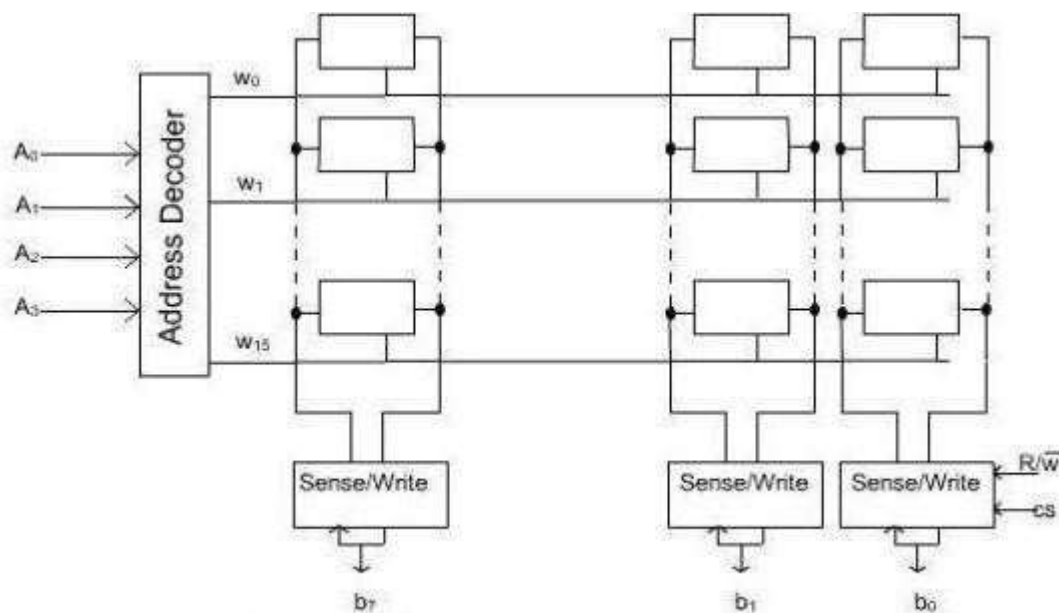 w₀
A₀
w₁
A₁
A₂
A₃
Address Decoder
w₁₅
Sense/Write
Sense/Write
Sense/Write
R/w̅
cs
b₇
b₁
b₀